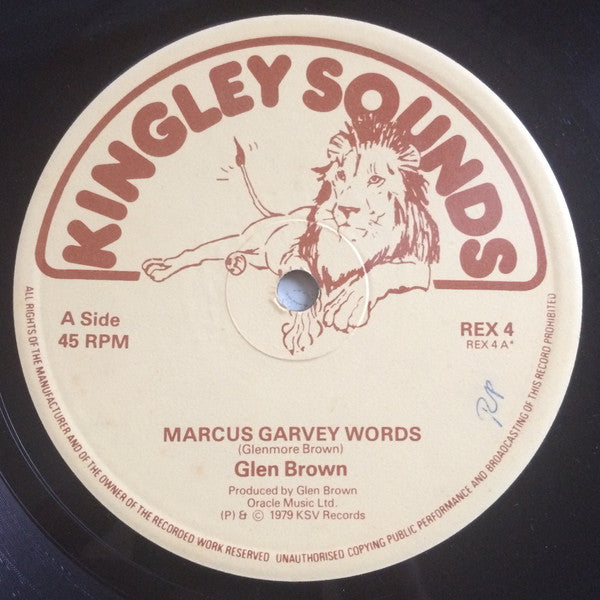 KINGLEY SOUNDS
A Side
45 RPM
REX 4
REX 4 A*
MARCUS GARVEY WORDS
(Glenmore Brown)
Glen Brown
Produced by Glen Brown
Oracle Music Ltd.
(P) & © 1979 KSV Records
ALL RIGHTS OF THE MANUFACTURER AND OF THE OWNER OF THE RECORDED WORK RESERVED UNAUTHORISED COPYING PUBLIC PERFORMANCE AND BROADCASTING OF THIS RECORD PROHIBITED